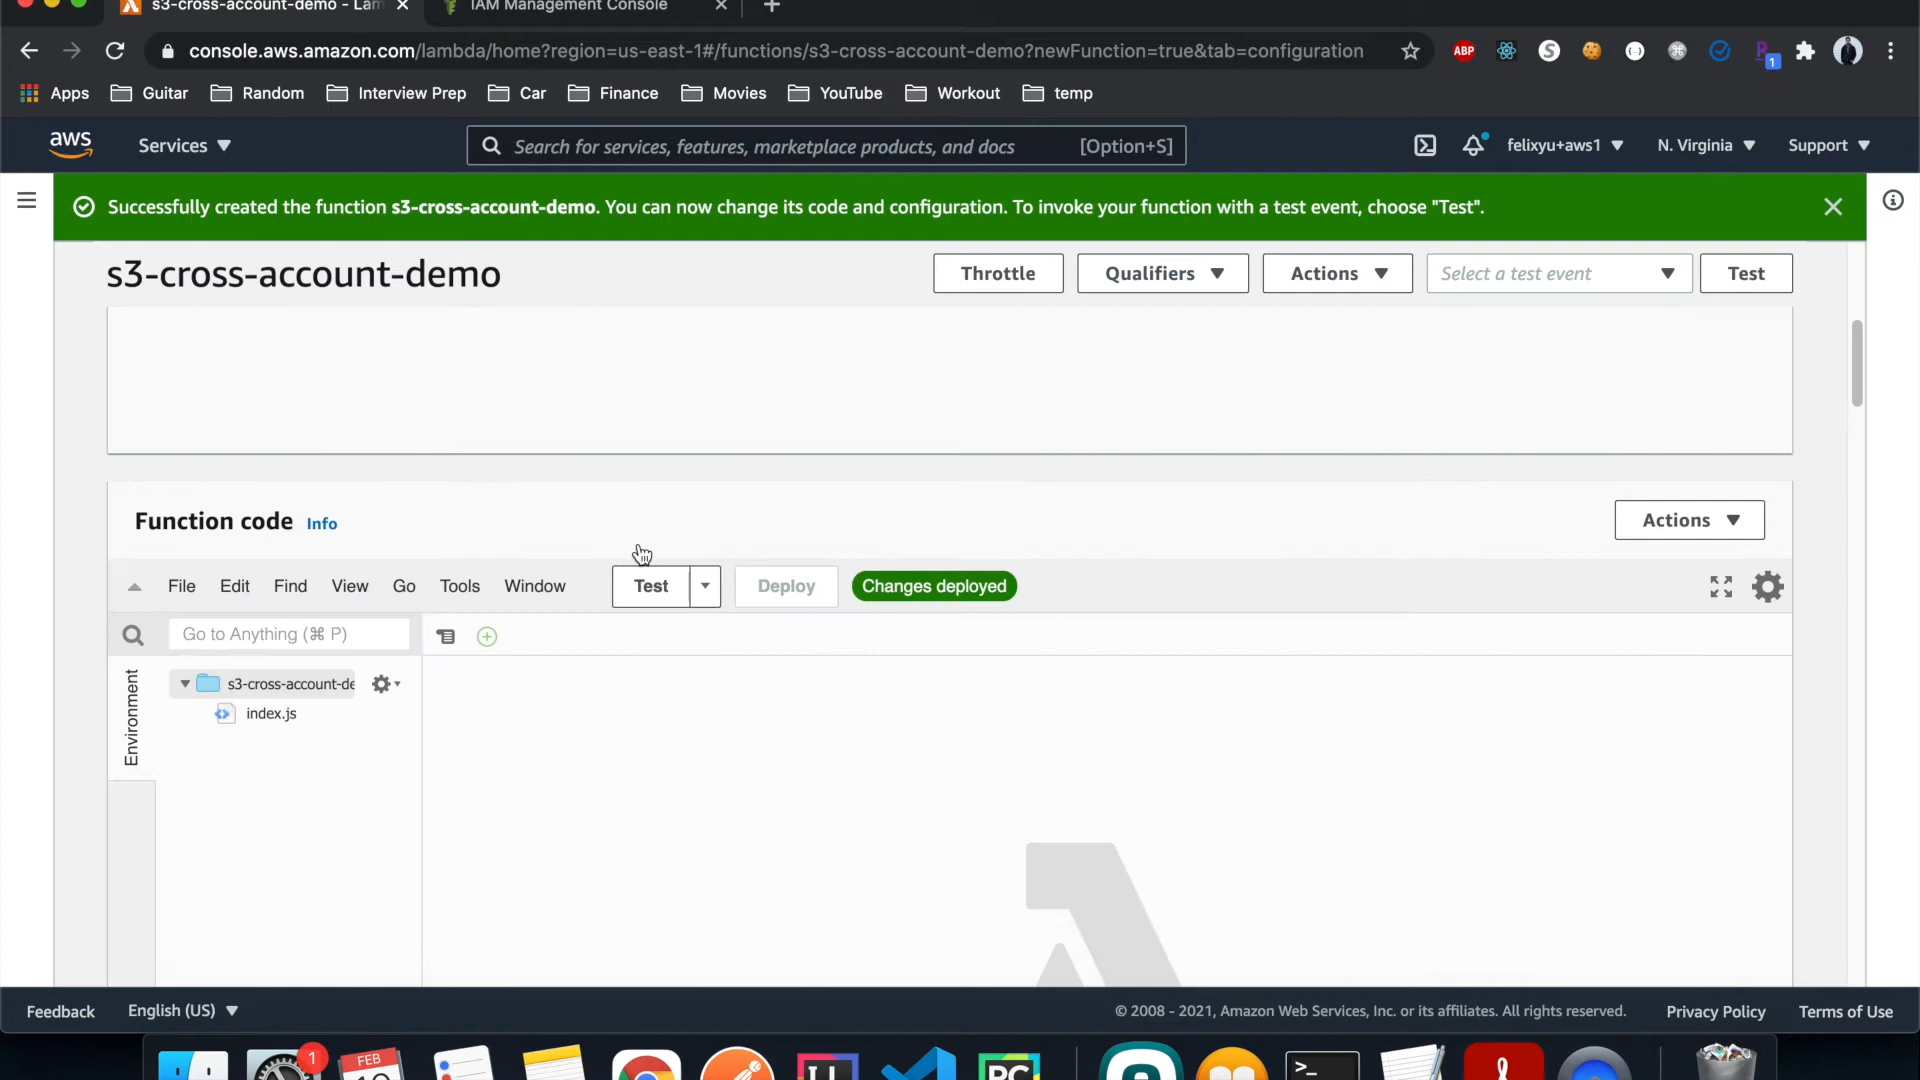 s3-cross-account-demo - Lam
IAM Management Console
console.aws.amazon.com/lambda/home?region=us-east-1#/functions/s3-cross-account-demo?newFunction=true&tab=configuration
ABP
1
Apps
Guitar
Random
Interview Prep
Car
Finance
Movies
YouTube
Workout
temp
aws
Services
Search for services, features, marketplace products, and docs
[Option+S]
felixyu+aws1
N. Virginia
Support
Successfully created the function s3-cross-account-demo. You can now change its code and configuration. To invoke your function with a test event, choose "Test".
s3-cross-account-demo
Throttle
Qualifiers
Actions
Select a test event
Test
Function code Info
Actions
File
Edit
Find
View
Go
Tools
Window
Test
Deploy
Changes deployed
Go to Anything (⌘ P)
Environment
s3-cross-account-de
index.js
Feedback
English (US)
© 2008 - 2021, Amazon Web Services, Inc. or its affiliates. All rights reserved.
Privacy Policy
Terms of Use
1
FEB
PC